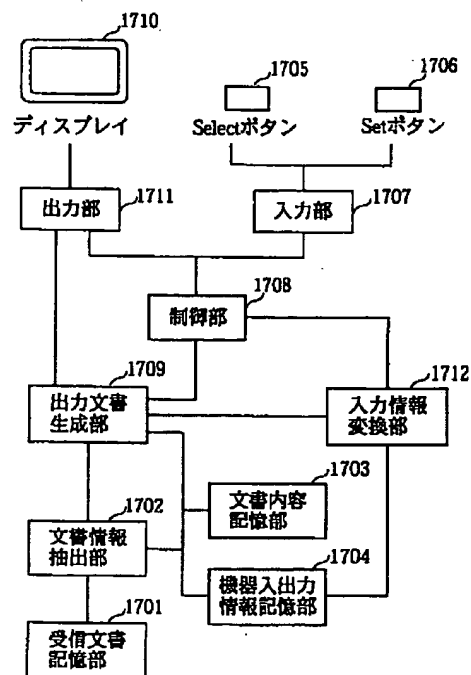 1710
1705
1706
ディスプレイ
Selectボタン
Setボタン
出力部
1711
入力部
1707
制御部
1708
1709
出力文書
生成部
1712
入力情報
変換部
1703
文書内容
記憶部
1702
文書情報
抽出部
1704
機器入出力
情報記憶部
1701
受信文書
記憶部